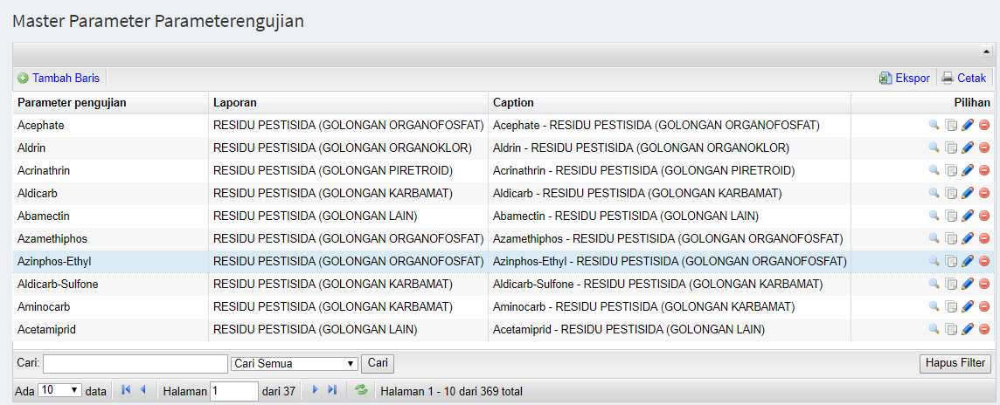 Master Parameter Parameterengujian
Tambah Baris Ekspor Cetak
Parameter pengujian Laporan Caption Pilihan
Acephate RESIDU PESTISIDA (GOLONGAN ORGANOFOSFAT) Acephate - RESIDU PESTISIDA (GOLONGAN ORGANOFOSFAT)
Aldrin RESIDU PESTISIDA (GOLONGAN ORGANOKLOR) Aldrin - RESIDU PESTISIDA (GOLONGAN ORGANOKLOR)
Acrinathrin RESIDU PESTISIDA (GOLONGAN PIRETROID) Acrinathrin - RESIDU PESTISIDA (GOLONGAN PIRETROID)
Aldicarb RESIDU PESTISIDA (GOLONGAN KARBAMAT) Aldicarb - RESIDU PESTISIDA (GOLONGAN KARBAMAT)
Abamectin RESIDU PESTISIDA (GOLONGAN LAIN) Abamectin - RESIDU PESTISIDA (GOLONGAN LAIN)
Azamethiphos RESIDU PESTISIDA (GOLONGAN ORGANOFOSFAT) Azamethiphos - RESIDU PESTISIDA (GOLONGAN ORGANOFOSFAT)
Azinphos-Ethyl RESIDU PESTISIDA (GOLONGAN ORGANOFOSFAT) Azinphos-Ethyl - RESIDU PESTISIDA (GOLONGAN ORGANOFOSFAT)
Aldicarb-Sulfone RESIDU PESTISIDA (GOLONGAN KARBAMAT) Aldicarb-Sulfone - RESIDU PESTISIDA (GOLONGAN KARBAMAT)
Aminocarb RESIDU PESTISIDA (GOLONGAN KARBAMAT) Aminocarb - RESIDU PESTISIDA (GOLONGAN KARBAMAT)
Acetamiprid RESIDU PESTISIDA (GOLONGAN LAIN) Acetamiprid - RESIDU PESTISIDA (GOLONGAN LAIN)
Cari: Cari Semua Cari Hapus Filter
Ada 10 data Halaman 1 dari 37 Halaman 1 - 10 dari 369 total